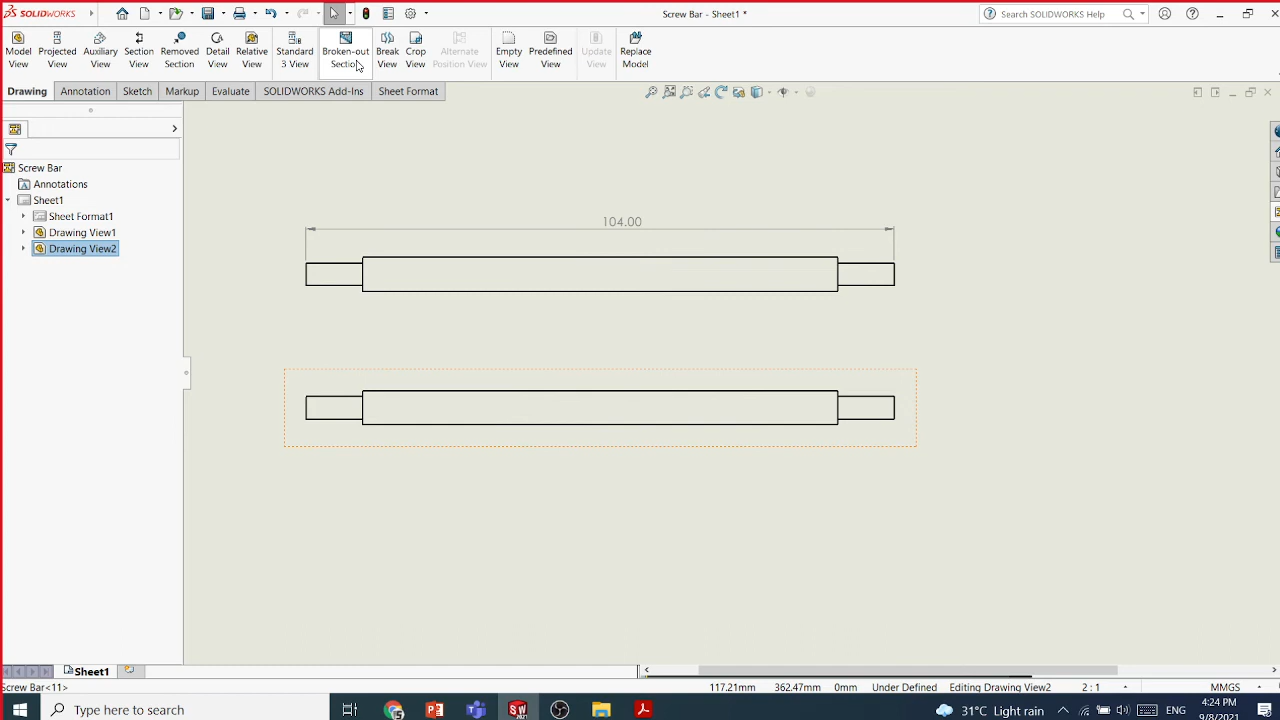 SOLIDWORKS
Screw Bar - Sheet1 *
Search SOLIDWORKS Help
Model View
Projected View
Auxiliary View
Section View
Removed Section
Detail View
Relative View
Standard 3 View
Broken-out Section
Break View
Crop View
Alternate Position View
Empty View
Predefined View
Update View
Replace Model
Drawing
Annotation
Sketch
Markup
Evaluate
SOLIDWORKS Add-Ins
Sheet Format
Screw Bar
Annotations
Sheet1
Sheet Format1
Drawing View1
Drawing View2
104.00
Sheet1
Screw Bar<11>
117.21mm
362.47mm
0mm
Under Defined
Editing Drawing View2
2 : 1
MMGS
Type here to search
31°C Light rain
ENG
4:24 PM